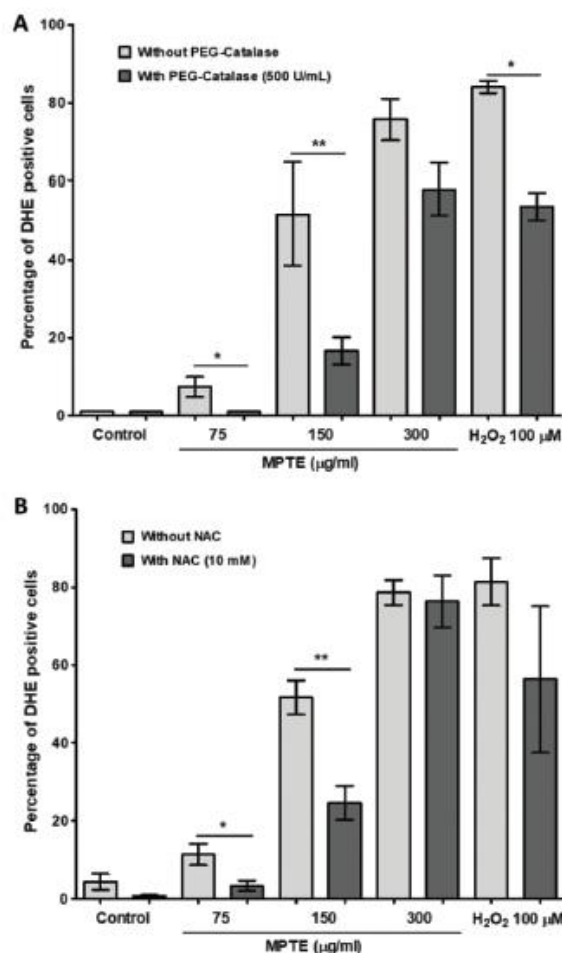 A
100
80
60
40
20
0
Percentage of DHE positive cells
Without PEG-Catalase
With PEG-Catalase (500 U/mL)
*
**
*
Control
75
150
300
H₂O₂ 100 μM
MPTE (μg/ml)
B
100
80
60
40
20
0
Percentage of DHE positive cells
Without NAC
With NAC (10 mM)
*
**
Control
75
150
300
H₂O₂ 100 μM
MPTE (μg/ml)